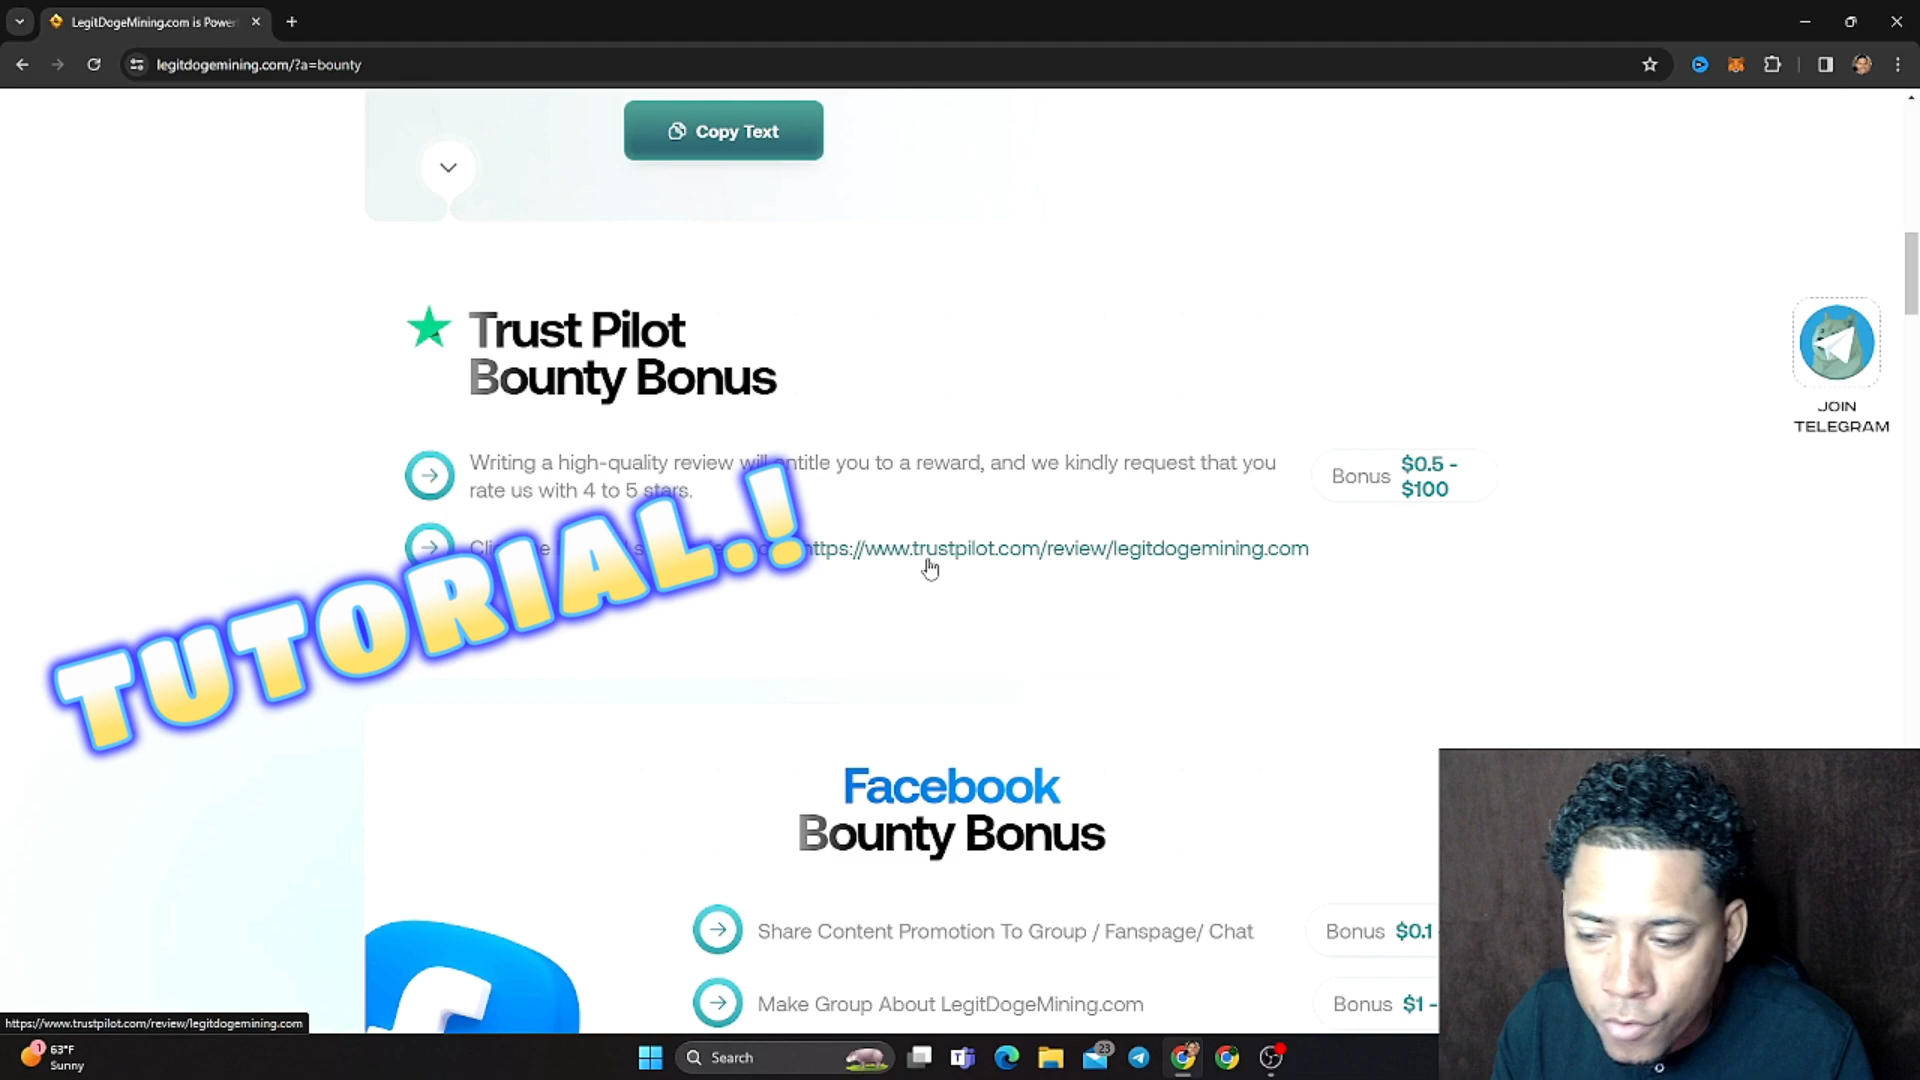 LegitDogeMining.com is Power
legitdogemining.com/?a=bounty
Copy Text
Trust Pilot
Bounty Bonus
JOIN
TELEGRAM
Writing a high-quality review will entitle you to a reward, and we kindly request that you
rate us with 4 to 5 stars.
Bonus $0.5 -
$100
https://www.trustpilot.com/review/legitdogemining.com
TUTORIAL.!
Facebook
Bounty Bonus
Share Content Promotion To Group / Fanspage/ Chat
Bonus $0.1
Make Group About LegitDogeMining.com
Bonus $1 -
https://www.trustpilot.com/review/legitdogemining.com
1
63°F
Sunny
Search
23